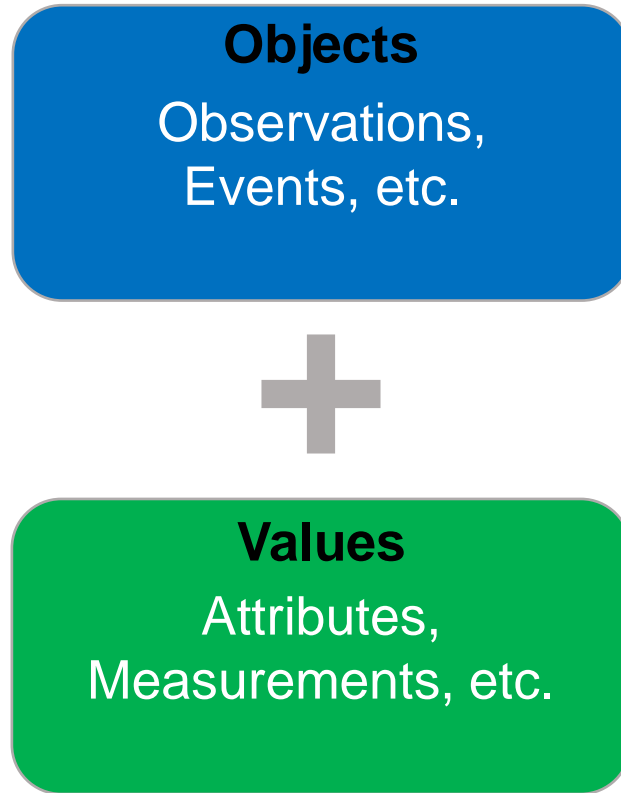 Objects
Observations,
Events, etc.
Values
Attributes,
Measurements, etc.